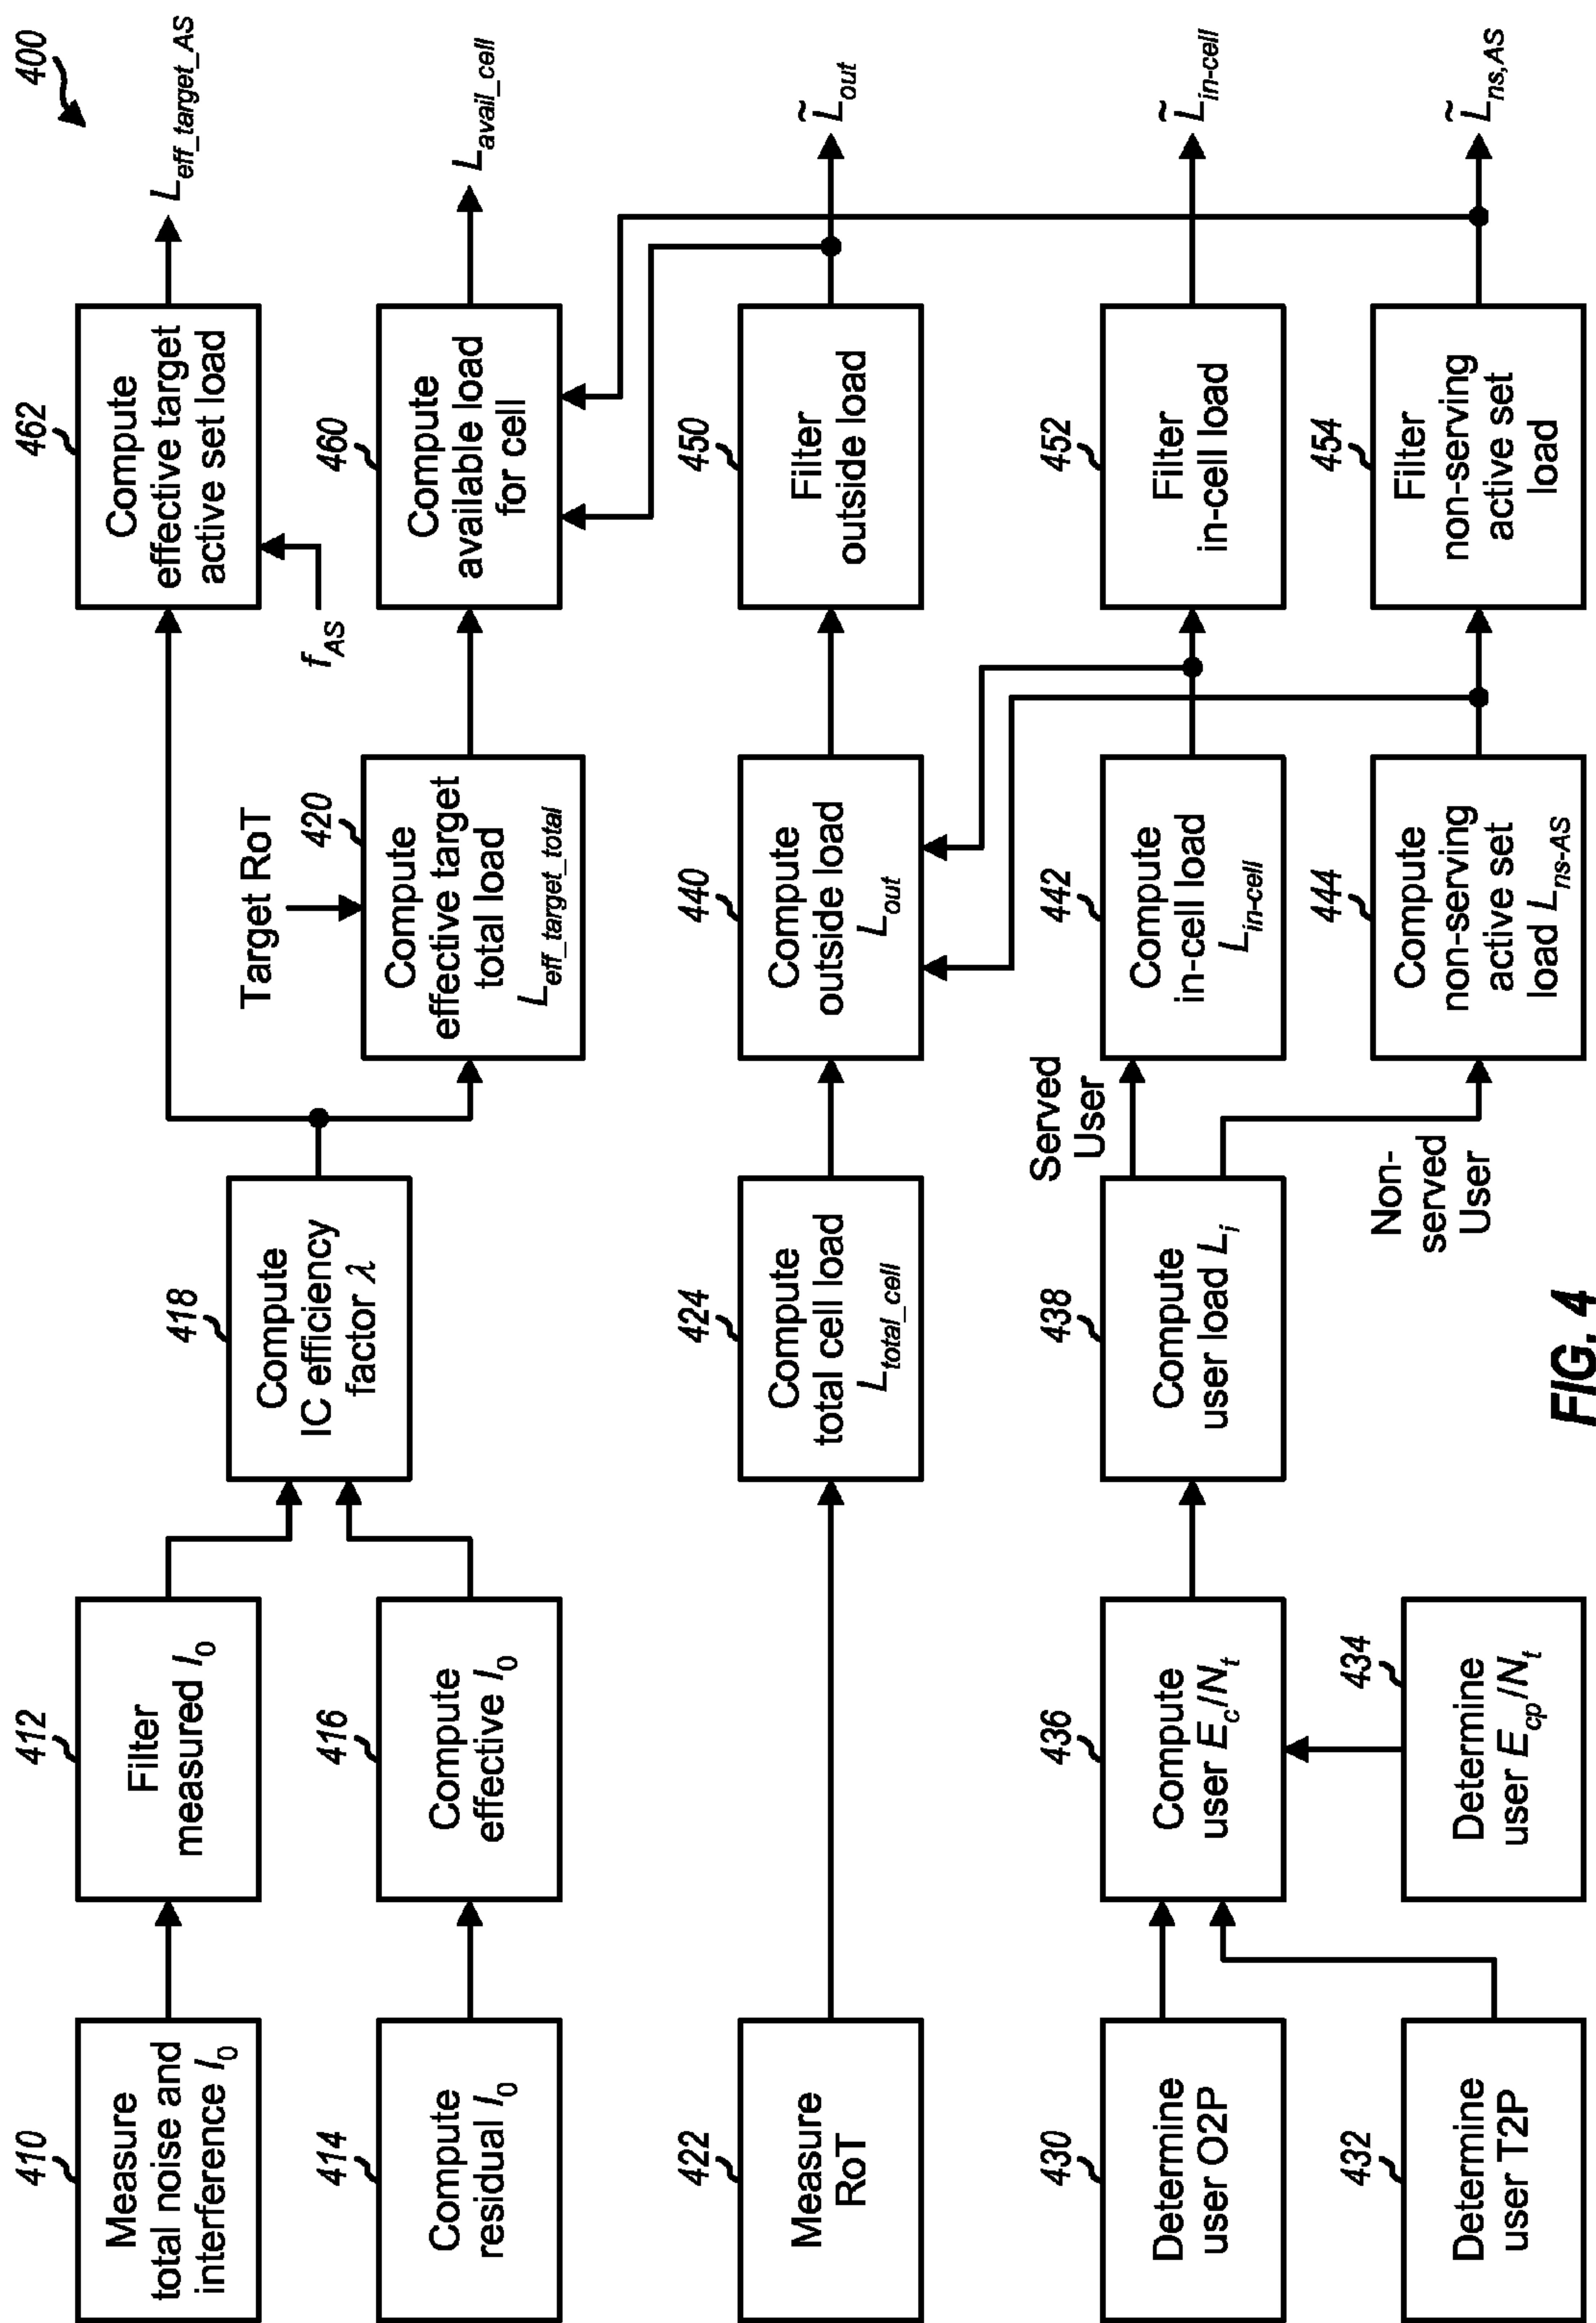 400
410
Measure
total noise and
interference I0
412
Filter
measured I0
414
Compute
residual I0
416
Compute
effective I0
418
Compute
IC efficiency
factor λ
462
Compute
effective target
active set load
Leff_target_AS
fAS
Target RoT
420
Compute
effective target
total load
Leff_target_total
460
Compute
available load
for cell
Lavail_cell
422
Measure
RoT
424
Compute
total cell load
Ltotal_cell
440
Compute
outside load
Lout
450
Filter
outside load
L̃out
430
Determine
user O2P
432
Determine
user T2P
434
Determine
user Ecp/Nt
436
Compute
user Ec/Nt
438
Compute
user load Li
Served
User
Non-
served
User
442
Compute
in-cell load
Lin-cell
452
Filter
in-cell load
L̃in-cell
444
Compute
non-serving
active set
load Lns-AS
454
Filter
non-serving
active set
load
L̃ns,AS
FIG. 4